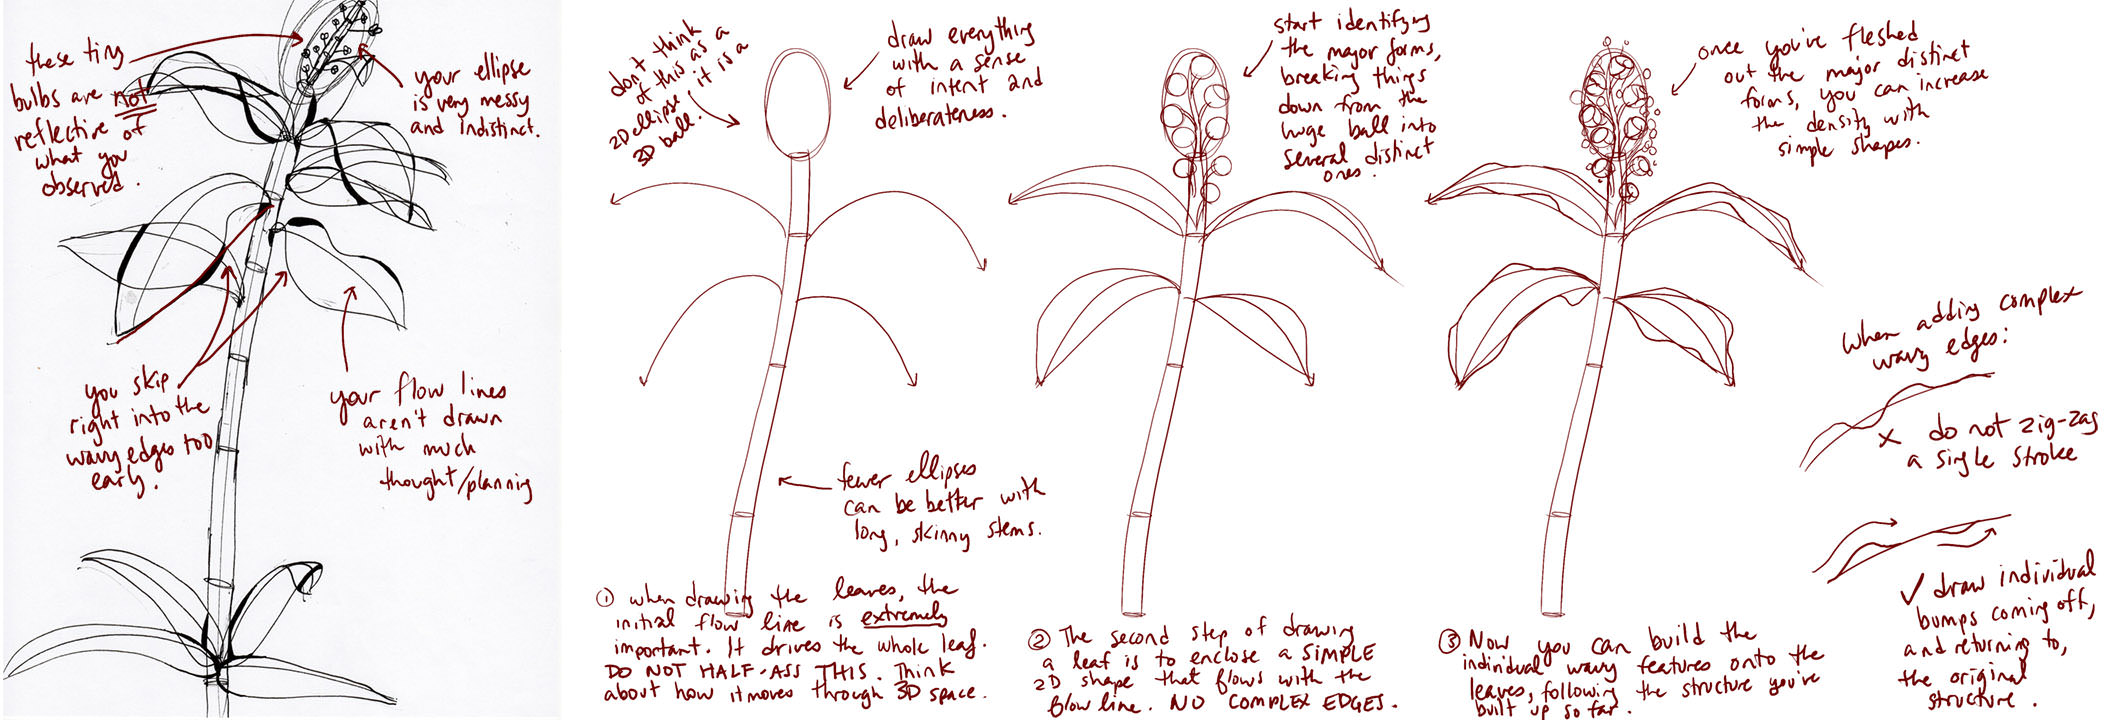 these tiny
bulbs are not
reflective of
what you
observed.
your ellipse
is very messy
and indistinct.
you skip
right into the
wavy edges too
early.
your flow lines
aren't drawn
with much
thought/planning
don't think
of this as a
2D ellipse, it is a
3D ball.
draw everything
with a sense
of intent and
deliberateness.
fewer ellipses
can be better with
long, skinny stems.
① when drawing the leaves, the
initial flow line is extremely
important. It drives the whole leaf.
DO NOT HALF-ASS THIS. Think
about how it moves through 3D space.
start identifying
the major forms,
breaking things
down from the
huge ball into
several distinct
ones.
② The second step of drawing
a leaf is to enclose a SIMPLE
2D shape that flows with the
flow line. NO COMPLEX EDGES.
once you've fleshed
out the major distinct
forms, you can increase
the density with
simple shapes.
③ Now you can build the
individual wavy features onto the
leaves, following the structure you've
built up so far.
When adding complex
wavy edges:
x do not zig-zag
a single stroke
✓ draw individual
bumps coming off,
and returning to,
the original
structure.